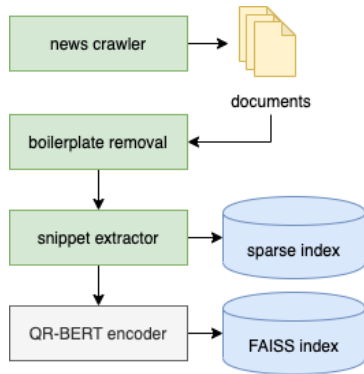 news crawler
documents
boilerplate removal
snippet extractor
sparse index
QR-BERT encoder
FAISS index